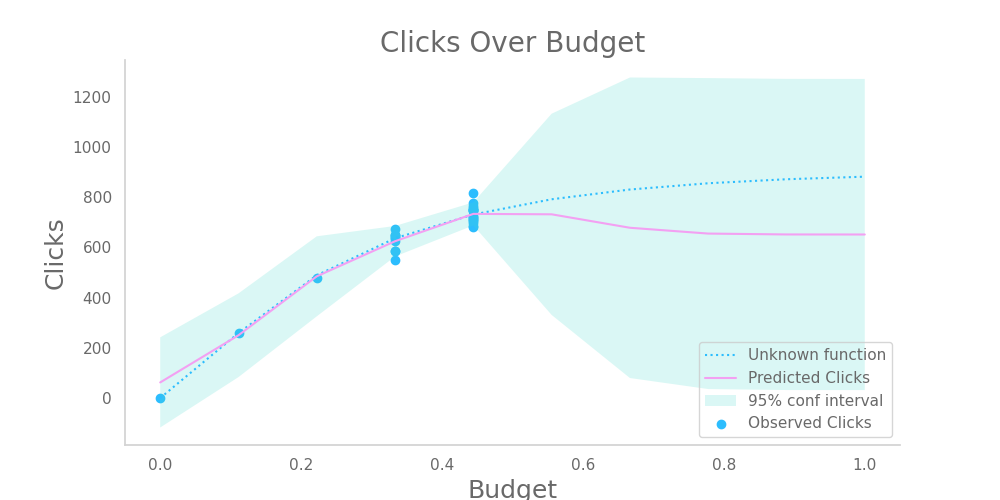 Clicks Over Budget
Clicks
1200
1000
800
600
400
200
0
0.0 0.2 0.4 0.6 0.8 1.0
Budget
Unknown function
Predicted Clicks
95% conf interval
Observed Clicks